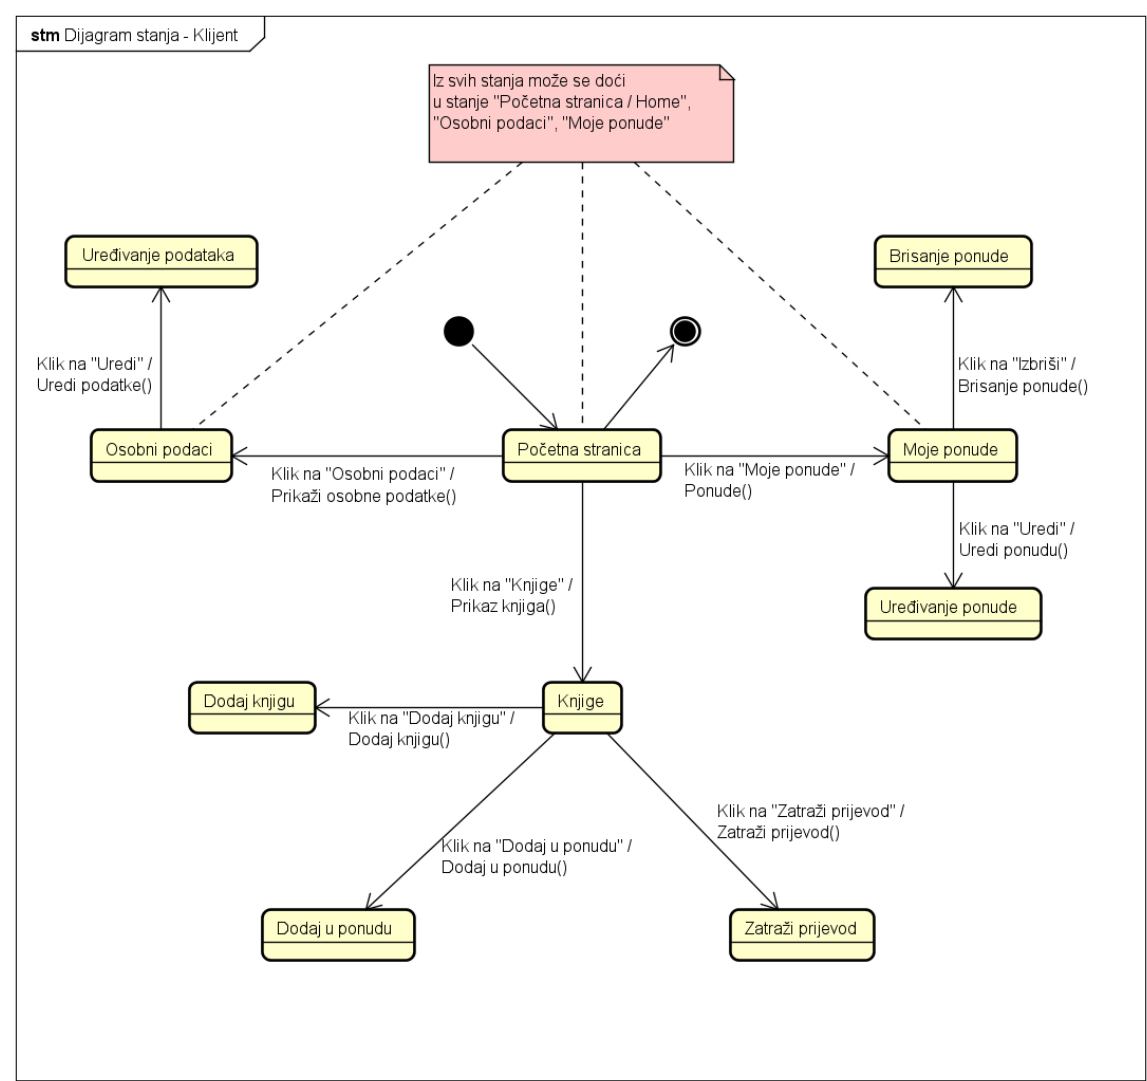 stm Dijagram stanja - Klijent
Iz svih stanja može se doći
u stanje "Početna stranica / Home",
"Osobni podaci", "Moje ponude"
Uređivanje podataka
Brisanje ponude
Klik na "Uredi" /
Uredi podatke()
Klik na "Izbriši" /
Brisanje ponude()
Osobni podaci
Početna stranica
Moje ponude
Klik na "Osobni podaci" /
Prikaži osobne podatke()
Klik na "Moje ponude" /
Ponude()
Klik na "Uredi" /
Uredi ponudu()
Klik na "Knjige" /
Prikaz knjiga()
Uređivanje ponude
Dodaj knjigu
Knjige
Klik na "Dodaj knjigu" /
Dodaj knjigu()
Klik na "Zatraži prijevod" /
Zatraži prijevod()
Klik na "Dodaj u ponudu" /
Dodaj u ponudu()
Dodaj u ponudu
Zatraži prijevod